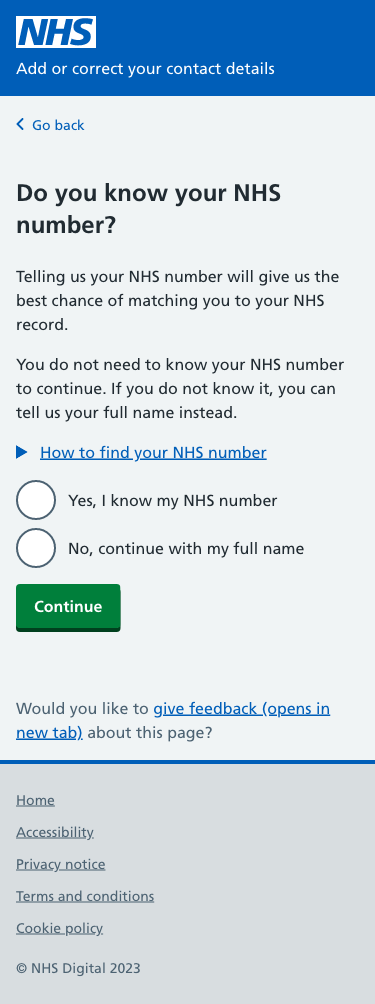 NHS
Add or correct your contact details
Go back
Do you know your NHS
number?
Telling us your NHS number will give us the
best chance of matching you to your NHS
record.
You do not need to know your NHS number
to continue. If you do not know it, you can
tell us your full name instead.
How to find your NHS number
Yes, I know my NHS number
No, continue with my full name
Continue
Would you like to give feedback (opens in
new tab) about this page?
Home
Accessibility
Privacy notice
Terms and conditions
Cookie policy
© NHS Digital 2023